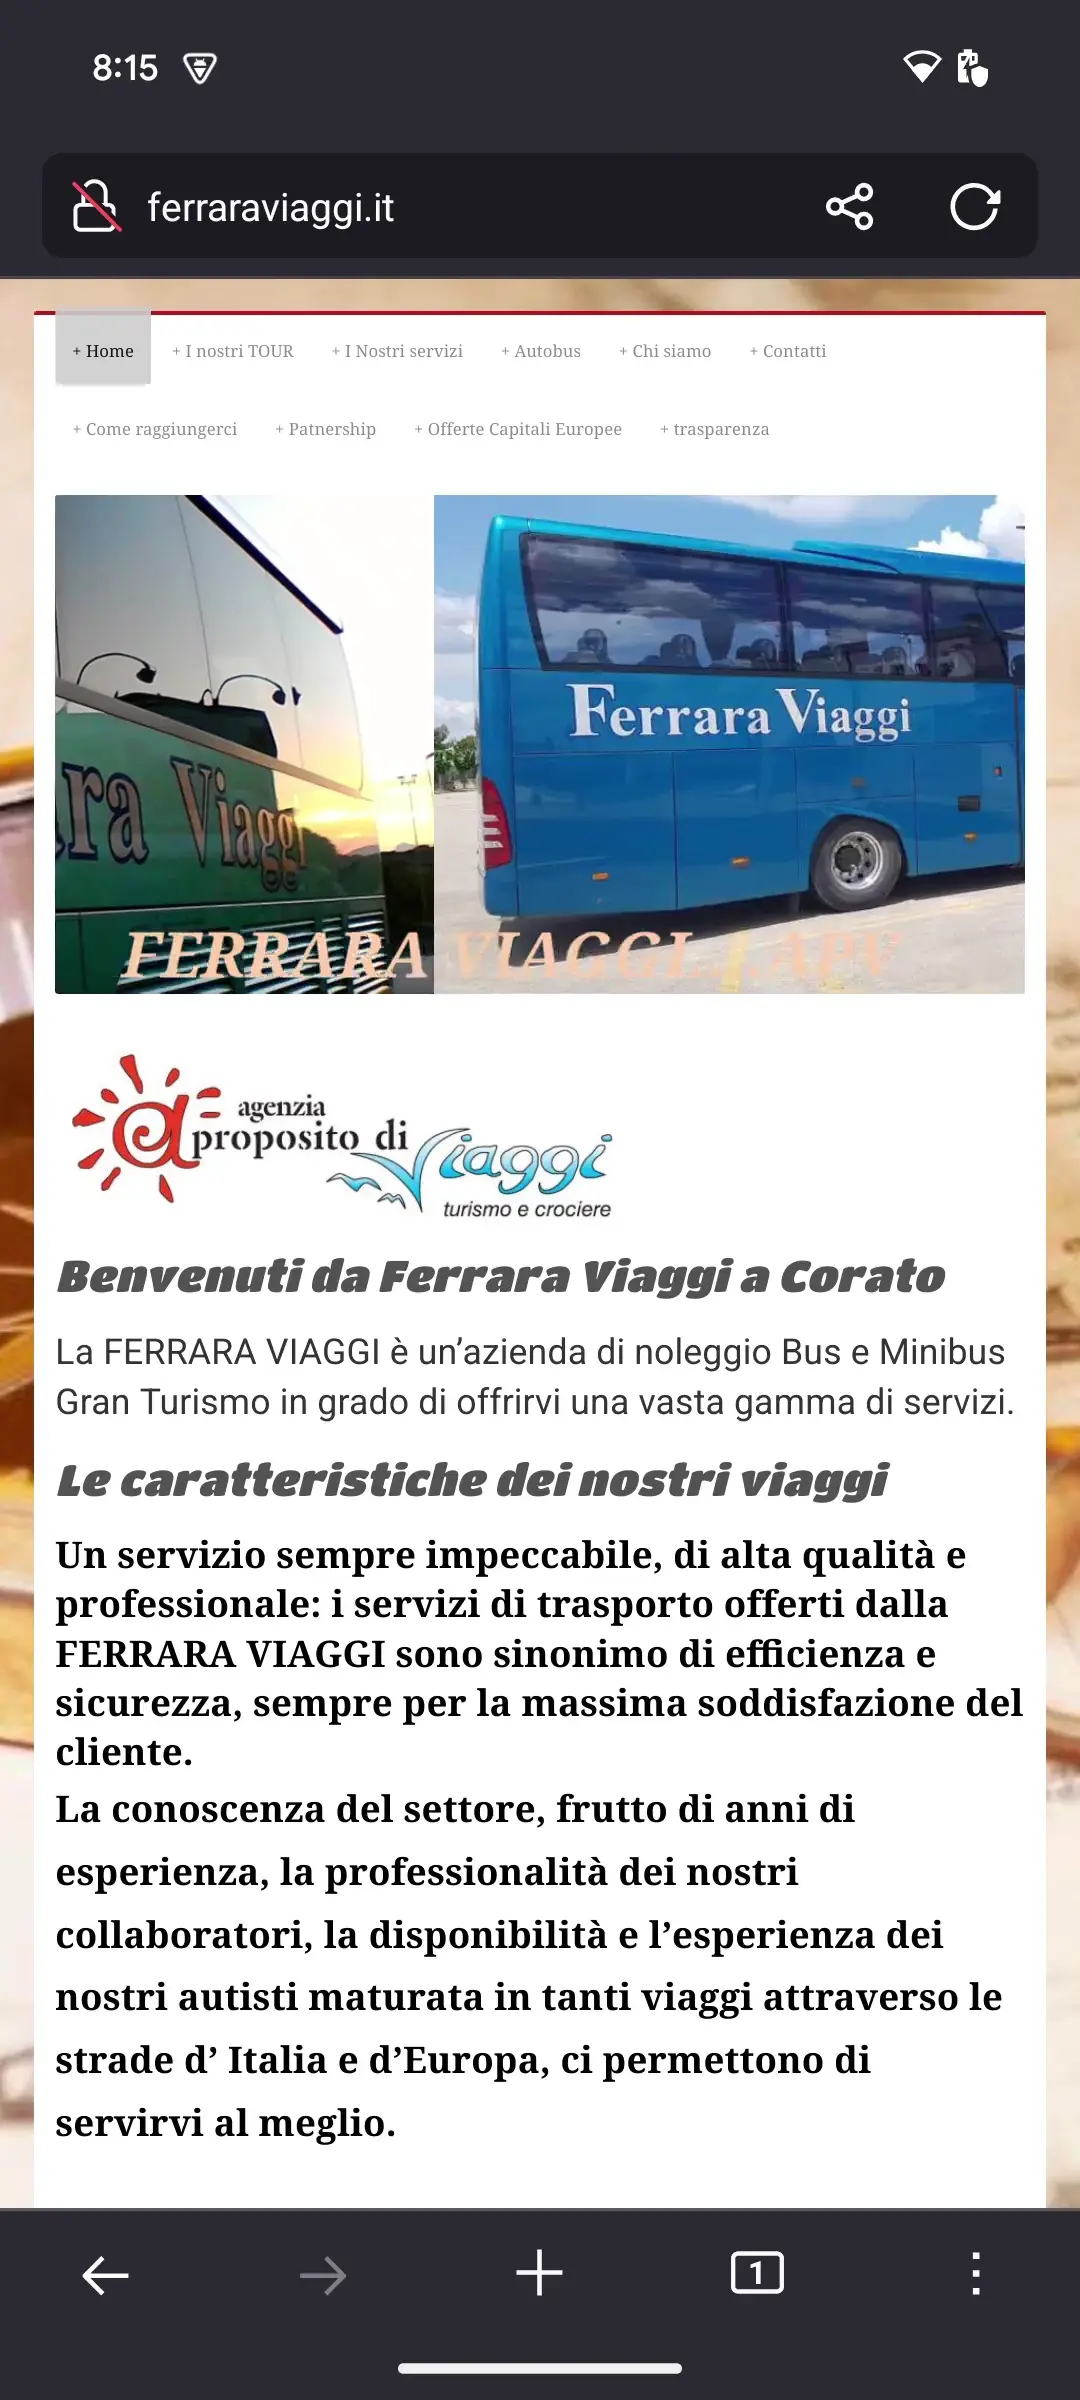 8:15
ferraraviaggi.it
+ Home + I nostri TOUR + I Nostri servizi + Autobus + Chi siamo + Contatti
+ Come raggiungerci + Patnership + Offerte Capitali Europee + trasparenza
ra Viaggi
Ferrara Viaggi
FERRARA VIAGGI...APV
agenzia
a proposito di
Viaggi
turismo e crociere
Benvenuti da Ferrara Viaggi a Corato
La FERRARA VIAGGI è un’azienda di noleggio Bus e Minibus
Gran Turismo in grado di offrirvi una vasta gamma di servizi.
Le caratteristiche dei nostri viaggi
Un servizio sempre impeccabile, di alta qualità e
professionale: i servizi di trasporto offerti dalla
FERRARA VIAGGI sono sinonimo di efficienza e
sicurezza, sempre per la massima soddisfazione del
cliente.
La conoscenza del settore, frutto di anni di
esperienza, la professionalità dei nostri
collaboratori, la disponibilità e l’esperienza dei
nostri autisti maturata in tanti viaggi attraverso le
strade d’ Italia e d’Europa, ci permettono di
servirvi al meglio.
1